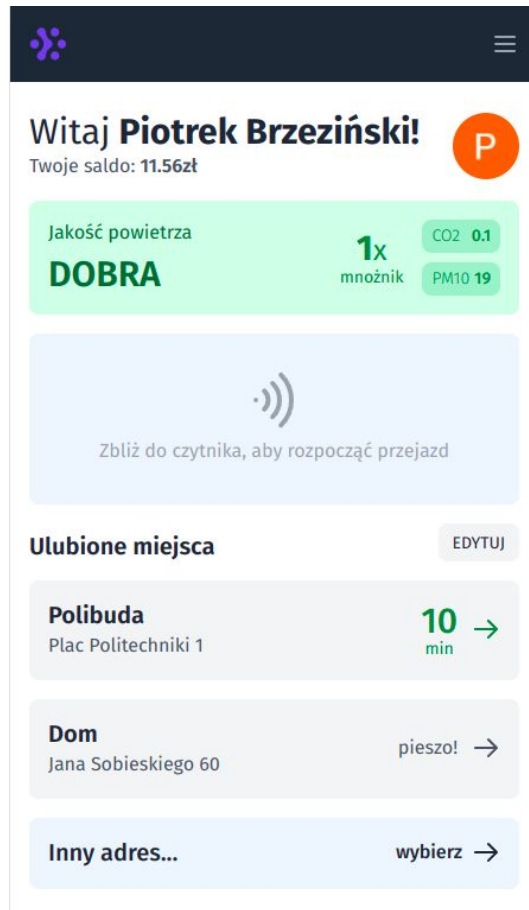 Witaj Piotrek Brzeziński!
Twoje saldo: 11.56zł
P
Jakość powietrza
DOBRA
1x
mnożnik
CO2 0.1
PM10 19
Zbliż do czytnika, aby rozpocząć przejazd
Ulubione miejsca
EDYTUJ
Polibuda
Plac Politechniki 1
10
min
Dom
Jana Sobieskiego 60
pieszo!
Inny adres...
wybierz